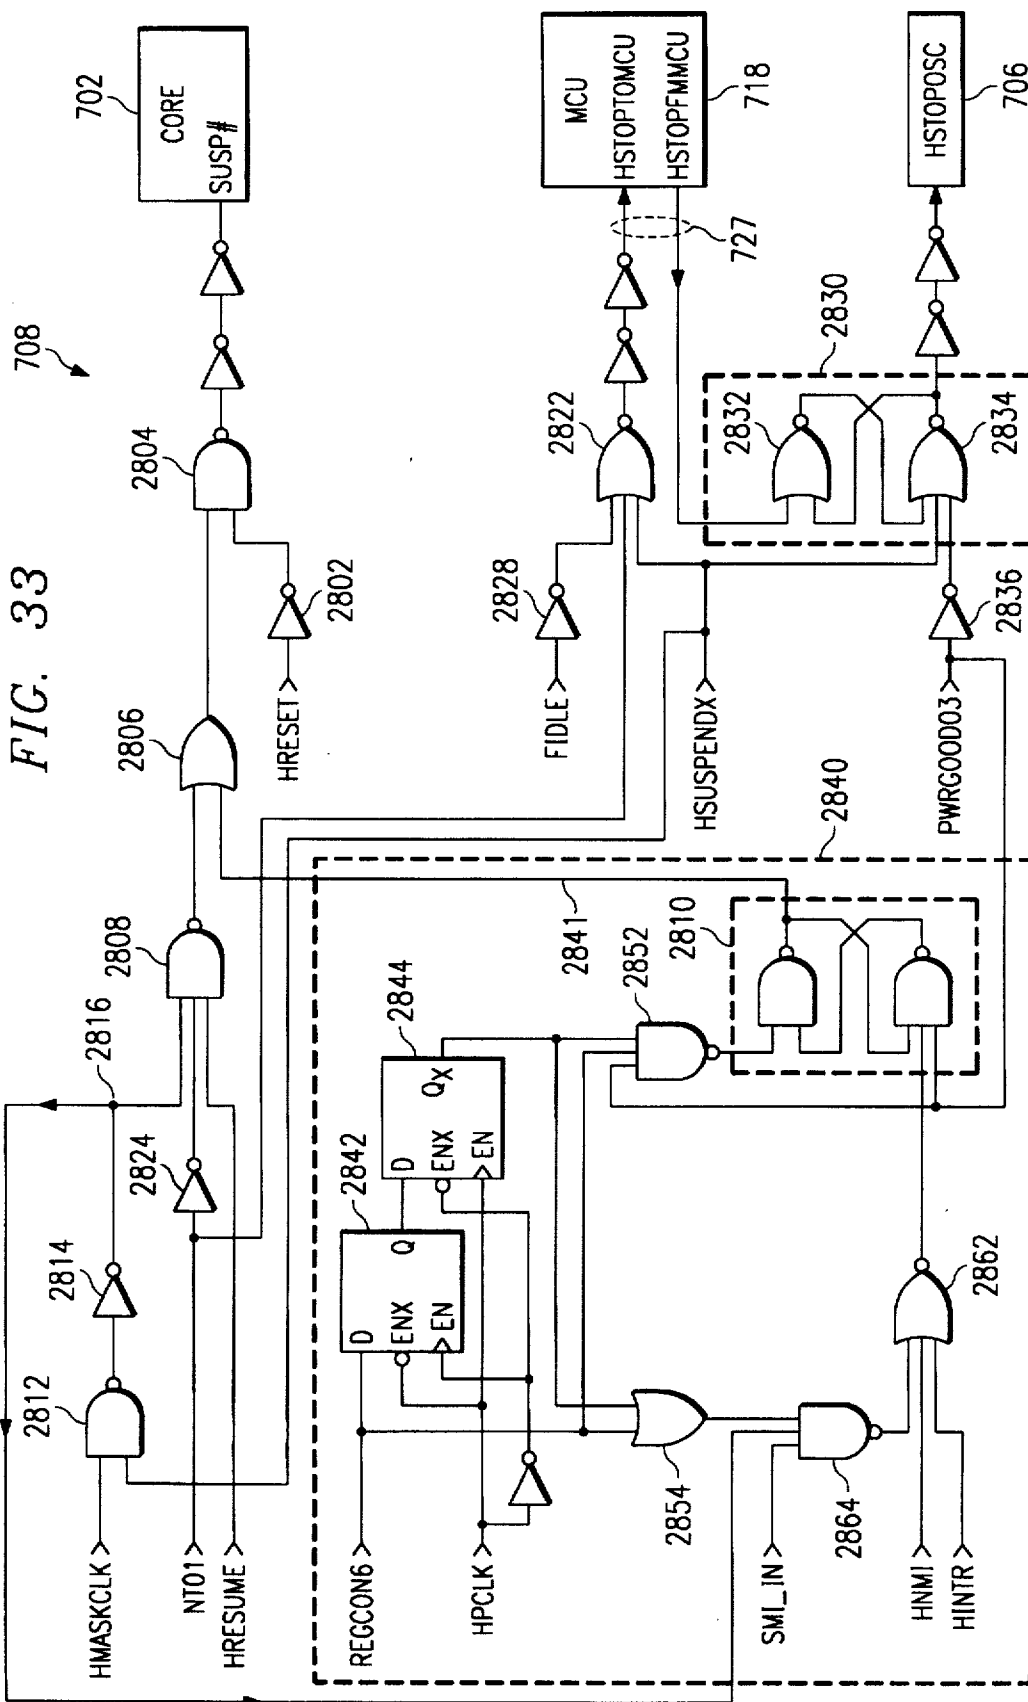 FIG. 33
708
702
CORE
SUSP#
2804
2806
2802
HRESET
2808
2816
2824
2814
2812
HMASKCLK
NTO1
HRESUME
MCU
HSTOPTOMCU
HSTOPFMMCU
718
727
2822
2828
FIDLE
HSUSPENDX
HSTOPOSC
706
2830
2832
2834
2836
PWRGOOD03
2840
2841
2810
2852
2844
QX
D
ENX
EN
2842
Q
D
ENX
EN
REGCON6
HPCLK
2854
2864
2862
SMI_IN
HNMI
HINTR